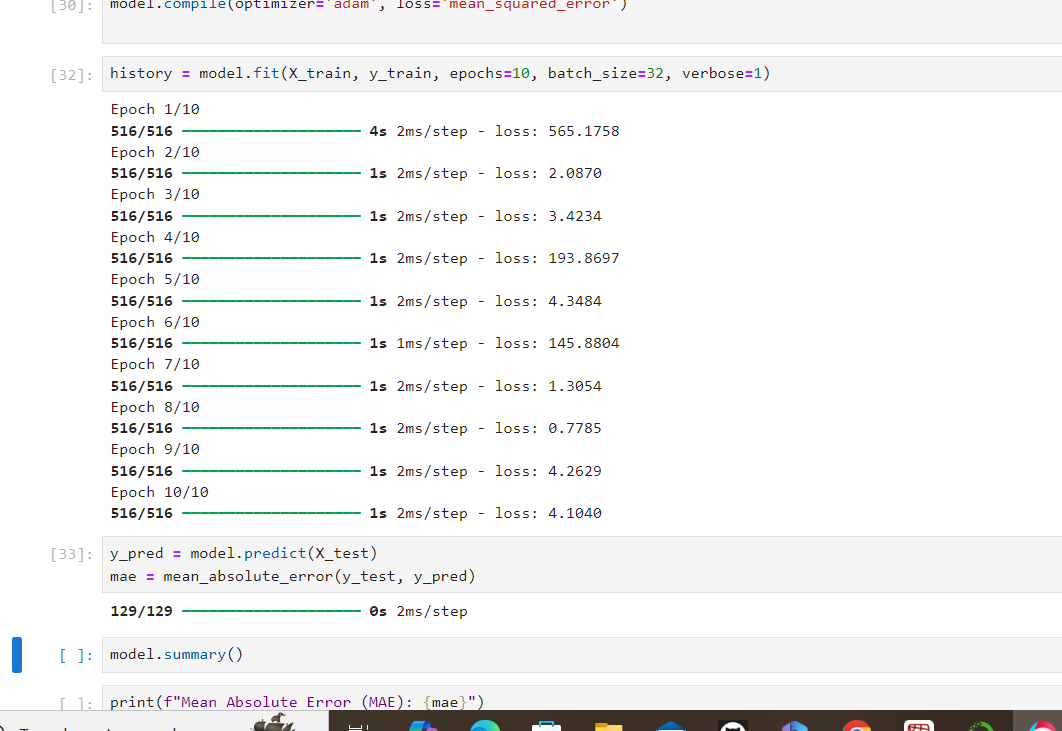 [30]: model.compile(optimizer='adam', loss='mean_squared_error')
[32]: history = model.fit(X_train, y_train, epochs=10, batch_size=32, verbose=1)
Epoch 1/10
516/516 4s 2ms/step - loss: 565.1758
Epoch 2/10
516/516 1s 2ms/step - loss: 2.0870
Epoch 3/10
516/516 1s 2ms/step - loss: 3.4234
Epoch 4/10
516/516 1s 2ms/step - loss: 193.8697
Epoch 5/10
516/516 1s 2ms/step - loss: 4.3484
Epoch 6/10
516/516 1s 1ms/step - loss: 145.8804
Epoch 7/10
516/516 1s 2ms/step - loss: 1.3054
Epoch 8/10
516/516 1s 2ms/step - loss: 0.7785
Epoch 9/10
516/516 1s 2ms/step - loss: 4.2629
Epoch 10/10
516/516 1s 2ms/step - loss: 4.1040
[33]: y_pred = model.predict(X_test)
mae = mean_absolute_error(y_test, y_pred)
129/129 0s 2ms/step
[ ]: model.summary()
[ ]: print(f"Mean Absolute Error (MAE): {mae}")